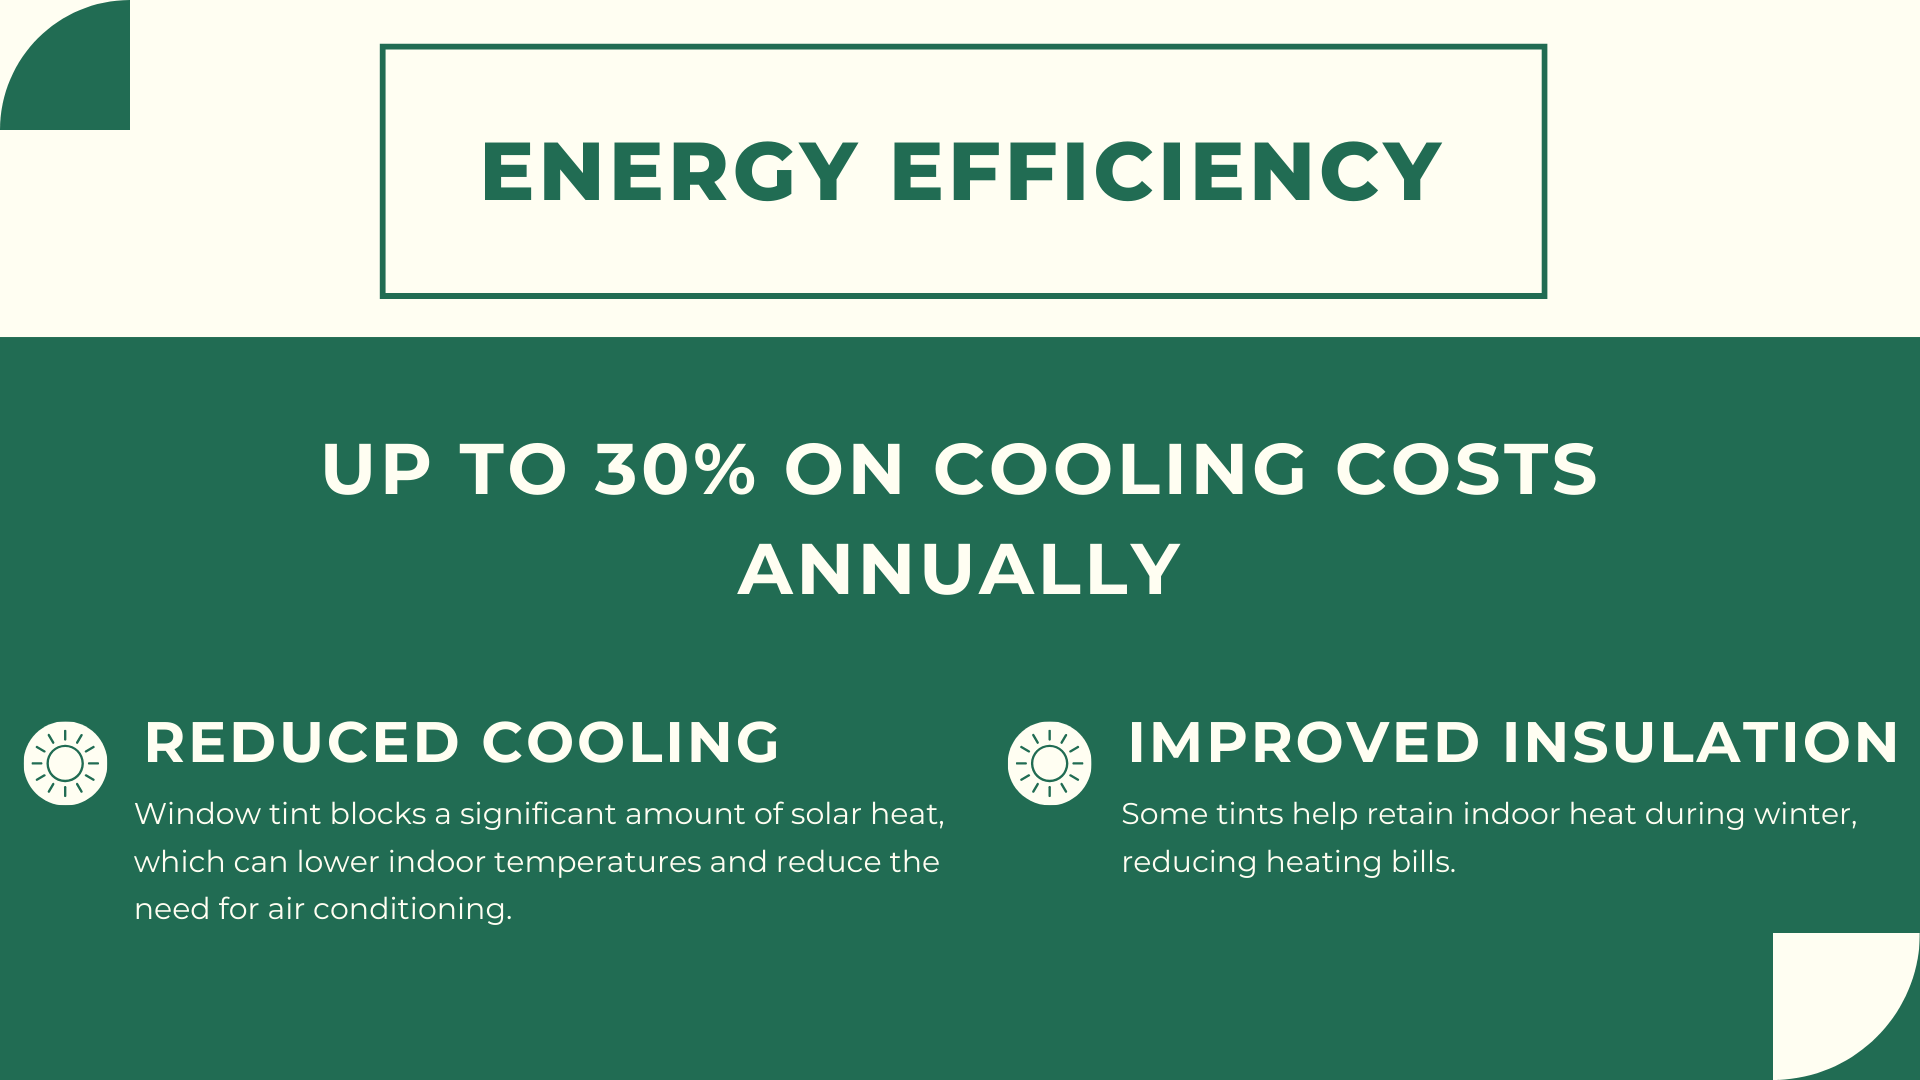 ENERGY EFFICIENCY
UP TO 30% ON COOLING COSTS
ANNUALLY
REDUCED COOLING
Window tint blocks a significant amount of solar heat,
which can lower indoor temperatures and reduce the
need for air conditioning.
IMPROVED INSULATION
Some tints help retain indoor heat during winter,
reducing heating bills.